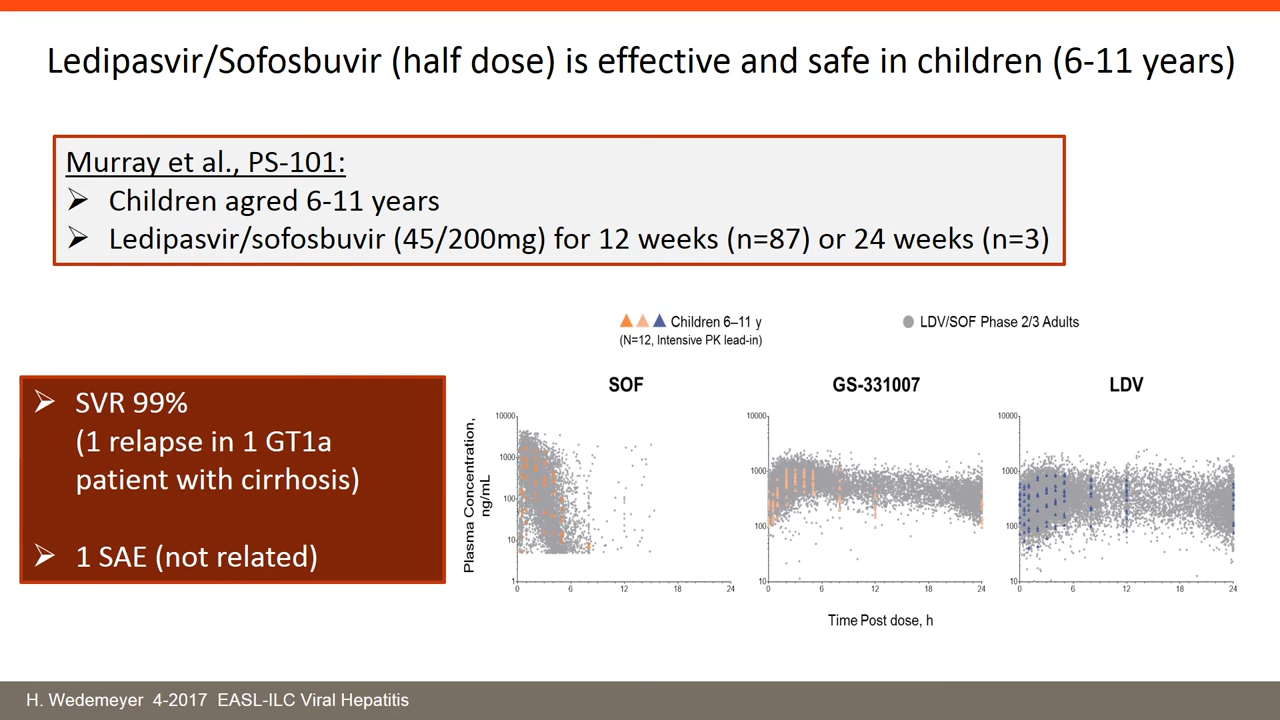 Ledipasvir/Sofosbuvir (half dose) is effective and safe in children (6-11 years)
Murray et al., PS-101:
➢ Children agred 6-11 years
➢ Ledipasvir/sofosbuvir (45/200mg) for 12 weeks (n=87) or 24 weeks (n=3)
Children 6–11 y
(N=12, Intensive PK lead-in)
LDV/SOF Phase 2/3 Adults
➢ SVR 99%
(1 relapse in 1 GT1a
patient with cirrhosis)
➢ 1 SAE (not related)
SOF
GS-331007
LDV
Plasma Concentration,
ng/mL
10000
1000
100
10
1
0 6 12 18 24
10000
1000
100
10
0 6 12 18 24
10000
1000
100
10
0 6 12 18 24
Time Post dose, h
H. Wedemeyer 4-2017 EASL-ILC Viral Hepatitis